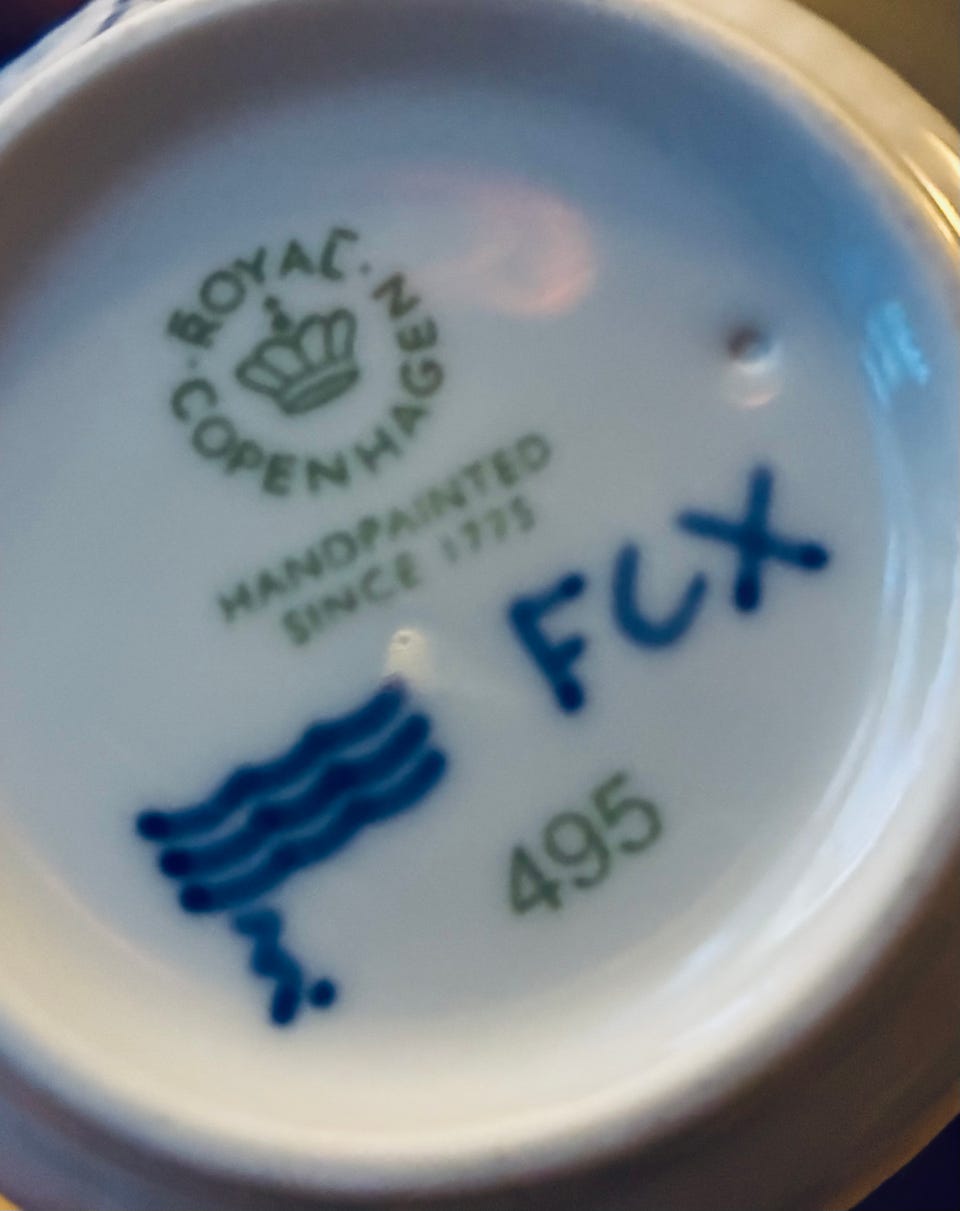 ROYAL · COPENHAGEN ·
HANDPAINTED
SINCE 1775
FCX
495